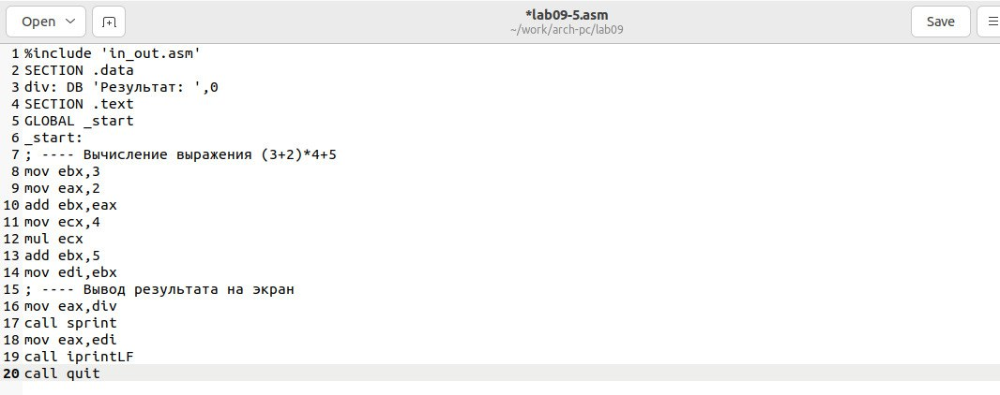 Open
*lab09-5.asm
~/work/arch-pc/lab09
Save
1 %include 'in_out.asm'
2 SECTION .data
3 div: DB 'Результат: ',0
4 SECTION .text
5 GLOBAL _start
6 _start:
7 ; ---- Вычисление выражения (3+2)*4+5
8 mov ebx,3
9 mov eax,2
10 add ebx,eax
11 mov ecx,4
12 mul ecx
13 add ebx,5
14 mov edi,ebx
15 ; ---- Вывод результата на экран
16 mov eax,div
17 call sprint
18 mov eax,edi
19 call iprintLF
20 call quit